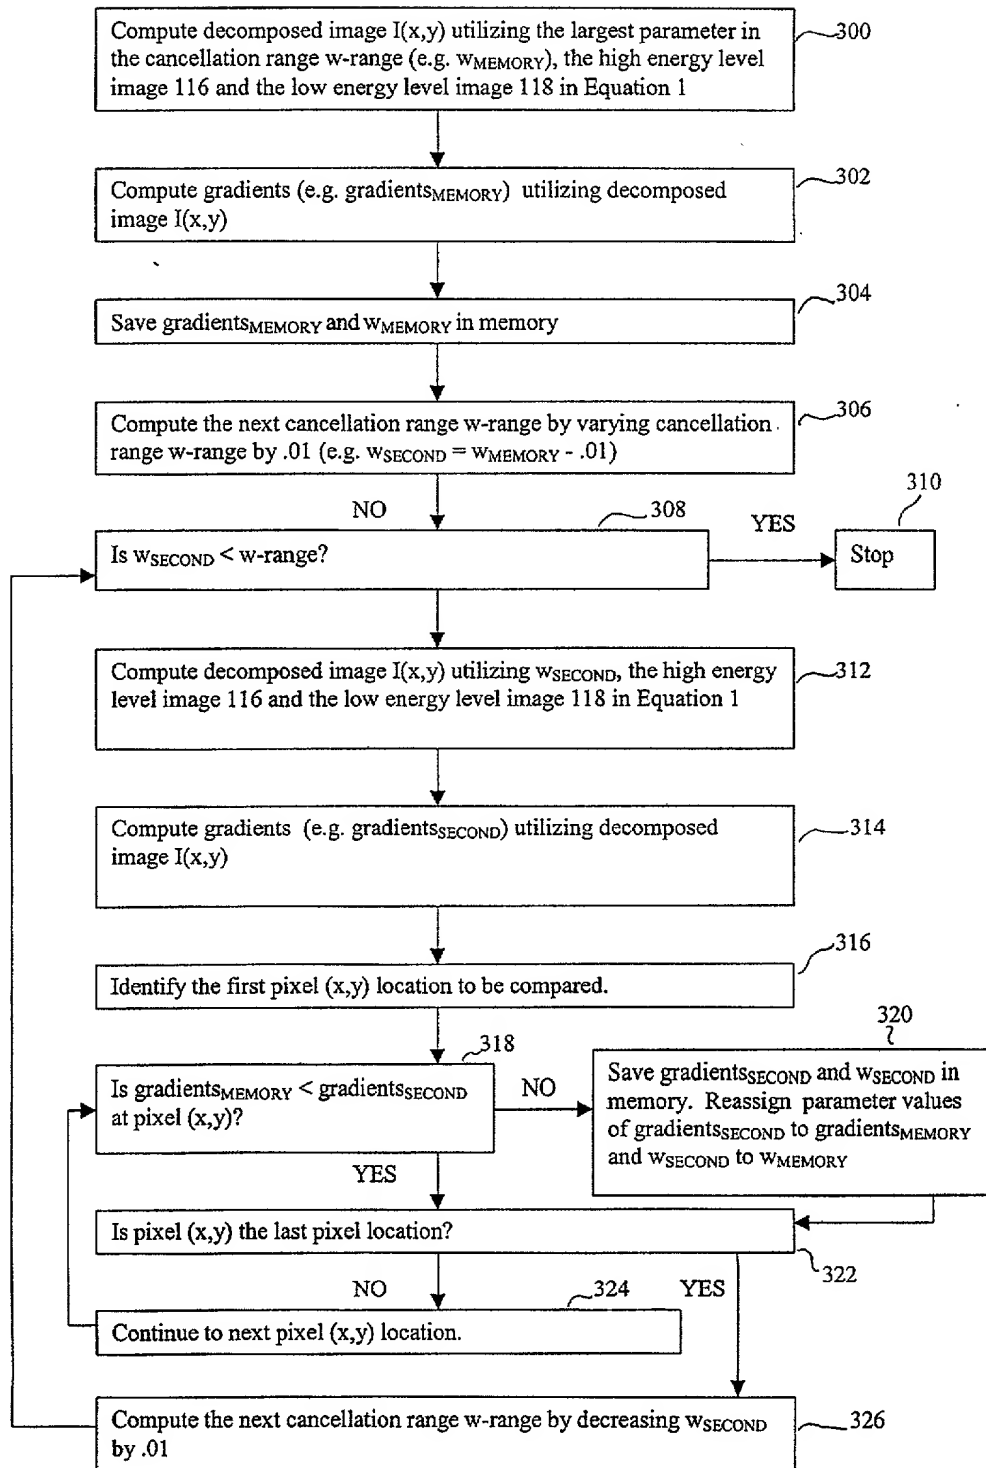 Compute decomposed image I(x,y) utilizing the largest parameter in
the cancellation range w-range (e.g. wMEMORY), the high energy level
image 116 and the low energy level image 118 in Equation 1
300
Compute gradients (e.g. gradientsMEMORY) utilizing decomposed
image I(x,y)
302
Save gradientsMEMORY and wMEMORY in memory
304
Compute the next cancellation range w-range by varying cancellation
range w-range by .01 (e.g. wSECOND = wMEMORY - .01)
306
NO
308
YES
310
Is wSECOND < w-range?
Stop
Compute decomposed image I(x,y) utilizing wSECOND, the high energy
level image 116 and the low energy level image 118 in Equation 1
312
Compute gradients (e.g. gradientsSECOND) utilizing decomposed
image I(x,y)
314
316
Identify the first pixel (x,y) location to be compared.
318
320
Is gradientsMEMORY < gradientsSECOND
at pixel (x,y)?
NO
Save gradientsSECOND and wSECOND in
memory. Reassign parameter values
of gradientsSECOND to gradientsMEMORY
and wSECOND to wMEMORY
YES
Is pixel (x,y) the last pixel location?
322
NO
324
YES
Continue to next pixel (x,y) location.
Compute the next cancellation range w-range by decreasing wSECOND
by .01
326